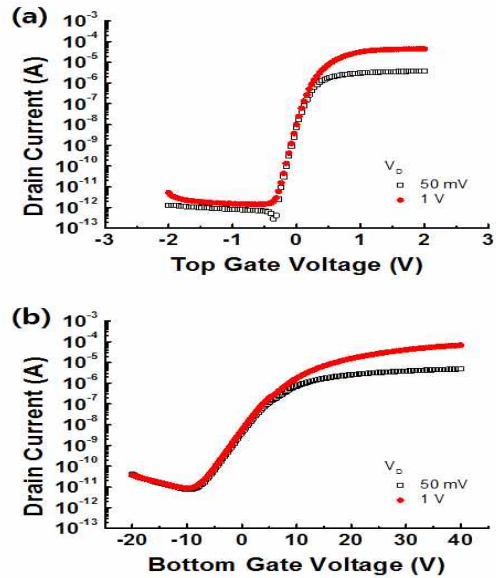 (a)
10⁻³
10⁻⁴
10⁻⁵
10⁻⁶
10⁻⁷
10⁻⁸
10⁻⁹
10⁻¹⁰
10⁻¹¹
10⁻¹²
10⁻¹³
Drain Current (A)
V_D
50 mV
1 V
-3 -2 -1 0 1 2 3
Top Gate Voltage (V)
(b)
10⁻³
10⁻⁴
10⁻⁵
10⁻⁶
10⁻⁷
10⁻⁸
10⁻⁹
10⁻¹⁰
10⁻¹¹
10⁻¹²
10⁻¹³
Drain Current (A)
V_D
50 mV
1 V
-20 -10 0 10 20 30 40
Bottom Gate Voltage (V)